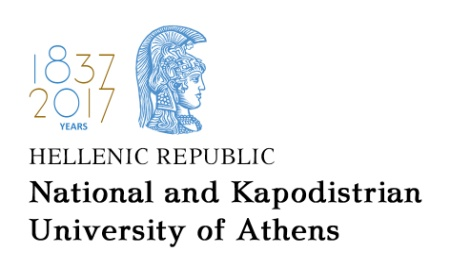 1837
2017
YEARS
HELLENIC REPUBLIC
National and Kapodistrian
University of Athens